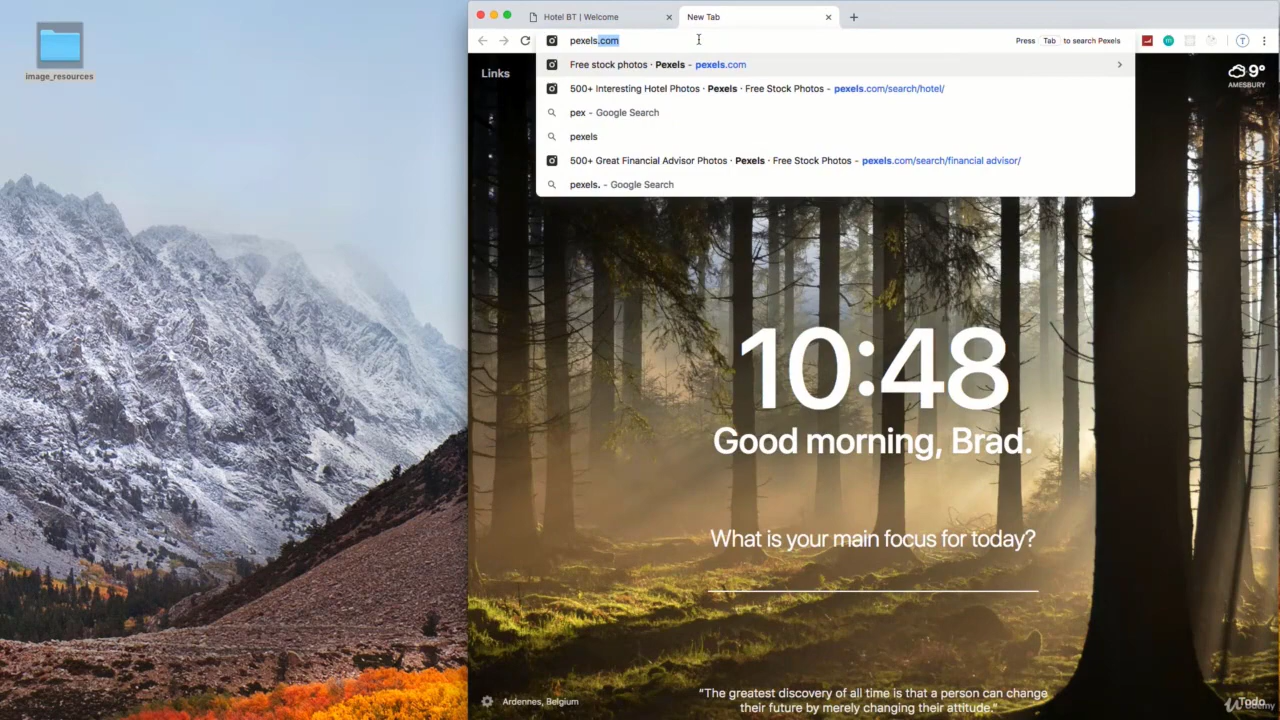 image_resources
Hotel BT | Welcome
New Tab
pexels.com
Press Tab to search Pexels
Links
Free stock photos · Pexels - pexels.com
500+ Interesting Hotel Photos · Pexels · Free Stock Photos - pexels.com/search/hotel/
pex - Google Search
pexels
500+ Great Financial Advisor Photos · Pexels · Free Stock Photos - pexels.com/search/financial advisor/
pexels. - Google Search
9°
AMESBURY
10:48
Good morning, Brad.
What is your main focus for today?
Ardennes, Belgium
“The greatest discovery of all time is that a person can change
their future by merely changing their attitude.”
Todo
Udemy